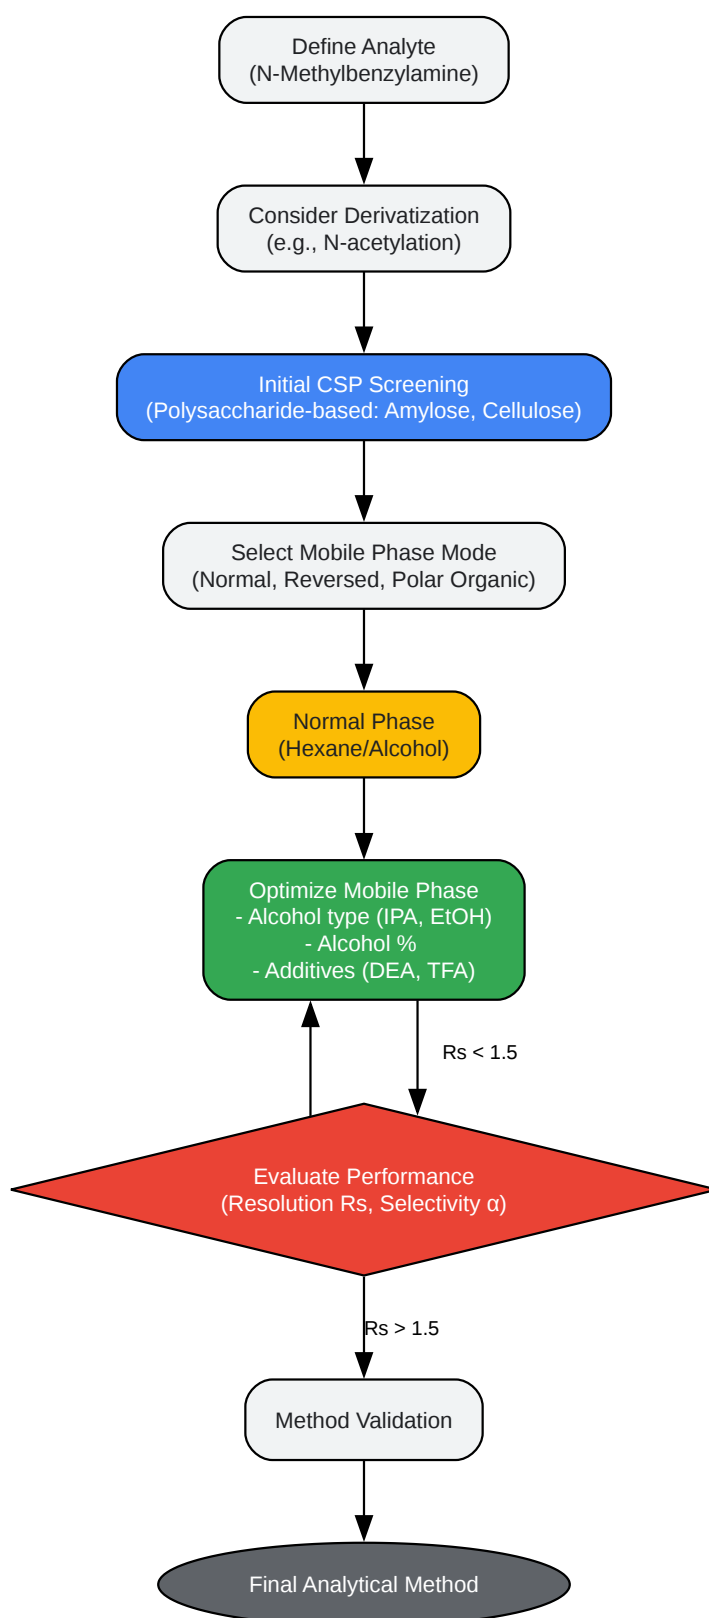 Define Analyte
(N-Methylbenzylamine)
Consider Derivatization
(e.g., N-acetylation)
Initial CSP Screening
(Polysaccharide-based: Amylose, Cellulose)
Select Mobile Phase Mode
(Normal, Reversed, Polar Organic)
Normal Phase
(Hexane/Alcohol)
Optimize Mobile Phase
- Alcohol type (IPA, EtOH)
- Alcohol %
- Additives (DEA, TFA)
Rs < 1.5
Evaluate Performance
(Resolution Rs, Selectivity α)
Rs > 1.5
Method Validation
Final Analytical Method